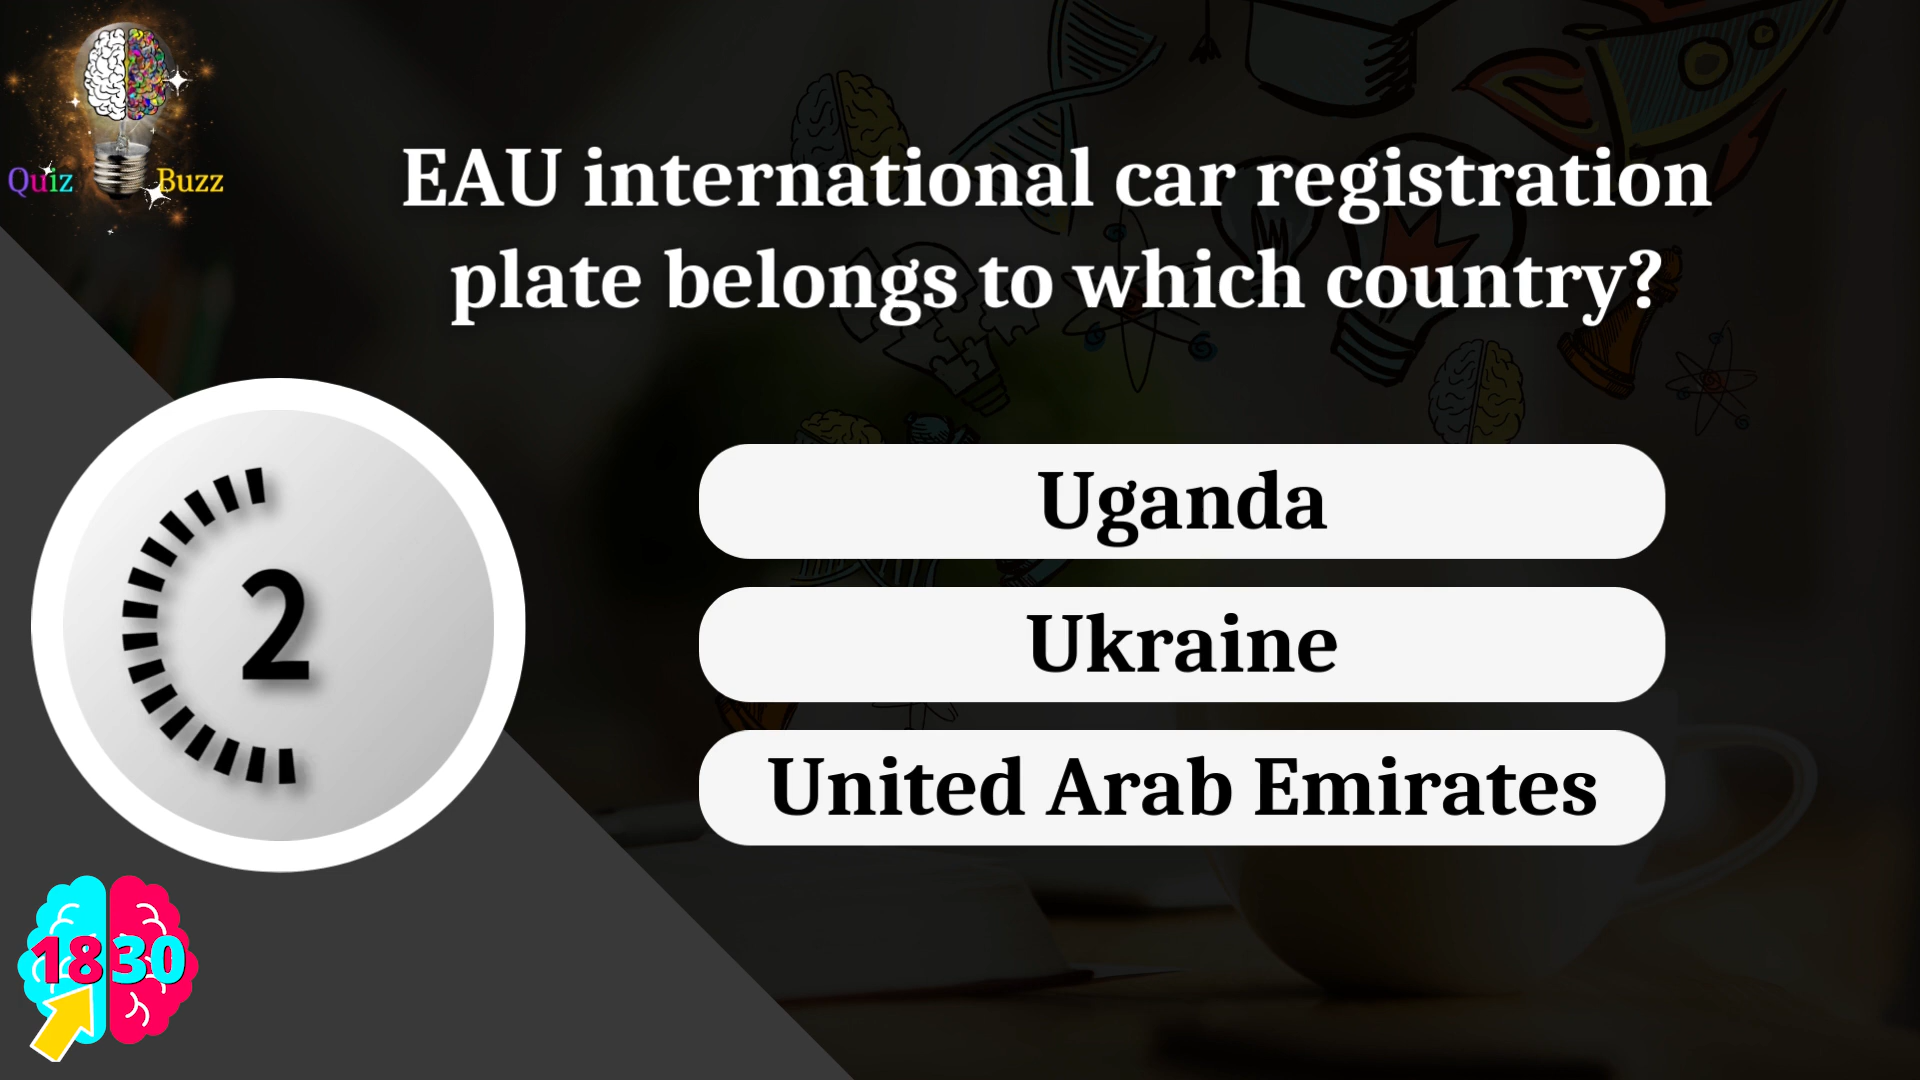 Quiz Buzz
EAU international car registration
plate belongs to which country?
2
Uganda
Ukraine
United Arab Emirates
1830